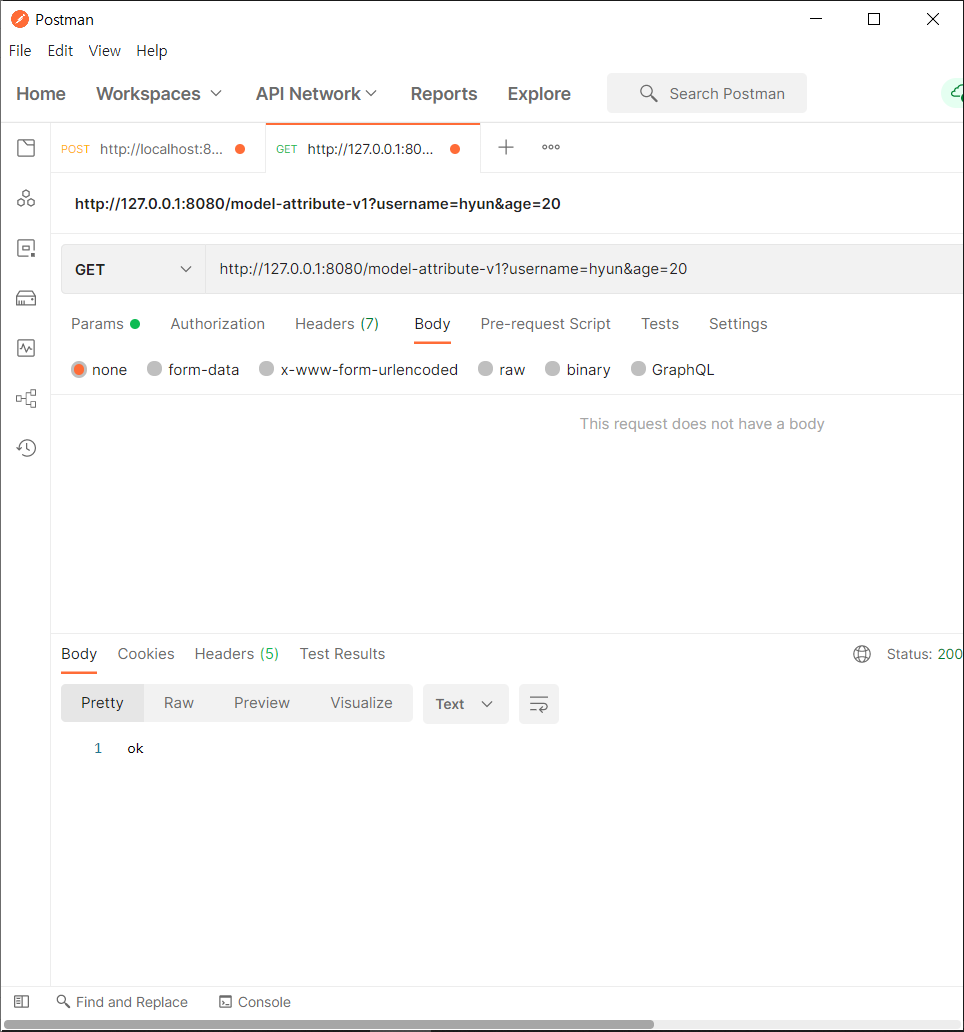 Postman
File Edit View Help
Home Workspaces API Network Reports Explore Search Postman
POST http://localhost:8... GET http://127.0.0.1:80...
http://127.0.0.1:8080/model-attribute-v1?username=hyun&age=20
GET http://127.0.0.1:8080/model-attribute-v1?username=hyun&age=20
Params Authorization Headers (7) Body Pre-request Script Tests Settings
none form-data x-www-form-urlencoded raw binary GraphQL
This request does not have a body
Body Cookies Headers (5) Test Results Status: 200
Pretty Raw Preview Visualize Text
1 ok
Find and Replace Console